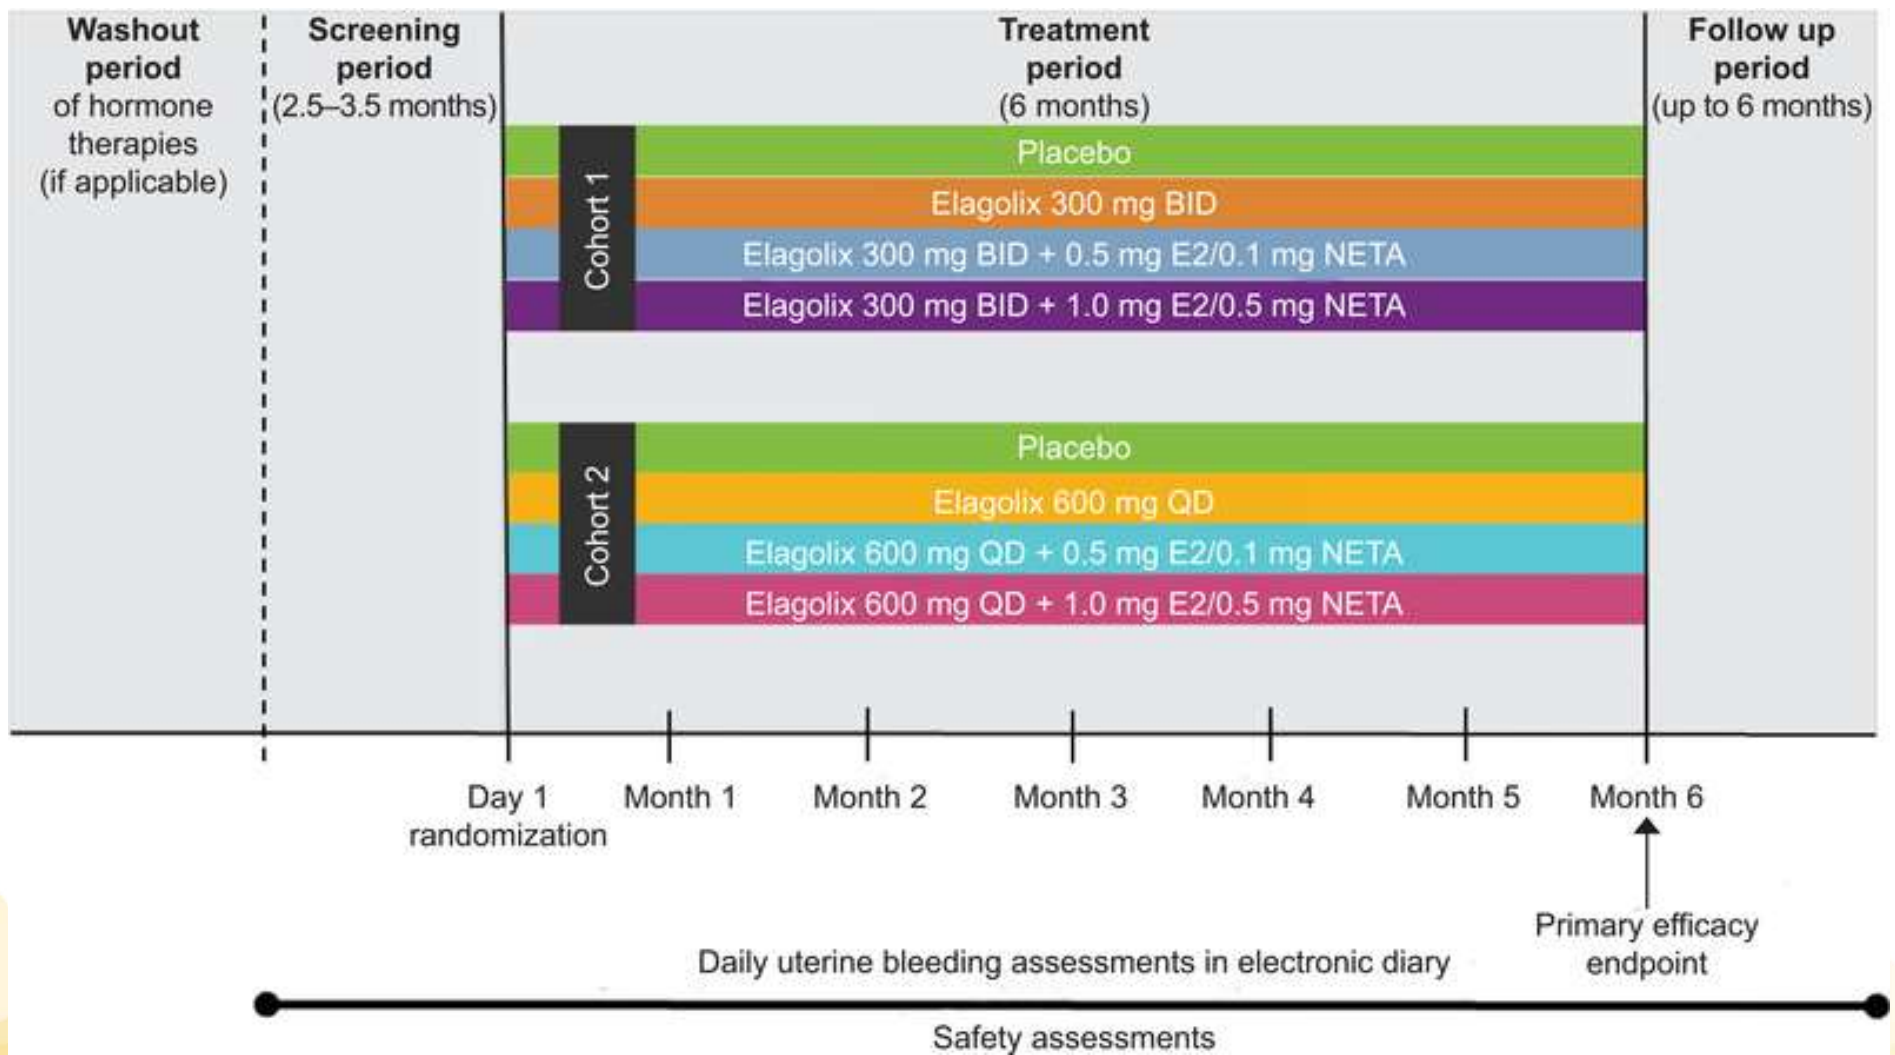 Washout
period
of hormone
therapies
(if applicable)
Screening
period
(2.5–3.5 months)
Treatment
period
(6 months)
Follow up
period
(up to 6 months)
Cohort 1
Placebo
Elagolix 300 mg BID
Elagolix 300 mg BID + 0.5 mg E2/0.1 mg NETA
Elagolix 300 mg BID + 1.0 mg E2/0.5 mg NETA
Cohort 2
Placebo
Elagolix 600 mg QD
Elagolix 600 mg QD + 0.5 mg E2/0.1 mg NETA
Elagolix 600 mg QD + 1.0 mg E2/0.5 mg NETA
Day 1
randomization
Month 1
Month 2
Month 3
Month 4
Month 5
Month 6
Primary efficacy
endpoint
Daily uterine bleeding assessments in electronic diary
Safety assessments